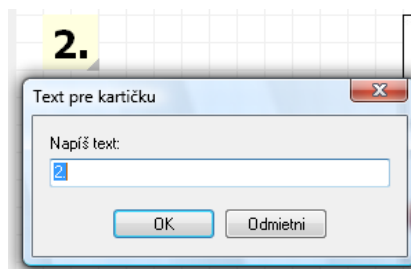 2.
Text pre kartičku
Napíš text:
2.
OK
Odmietni